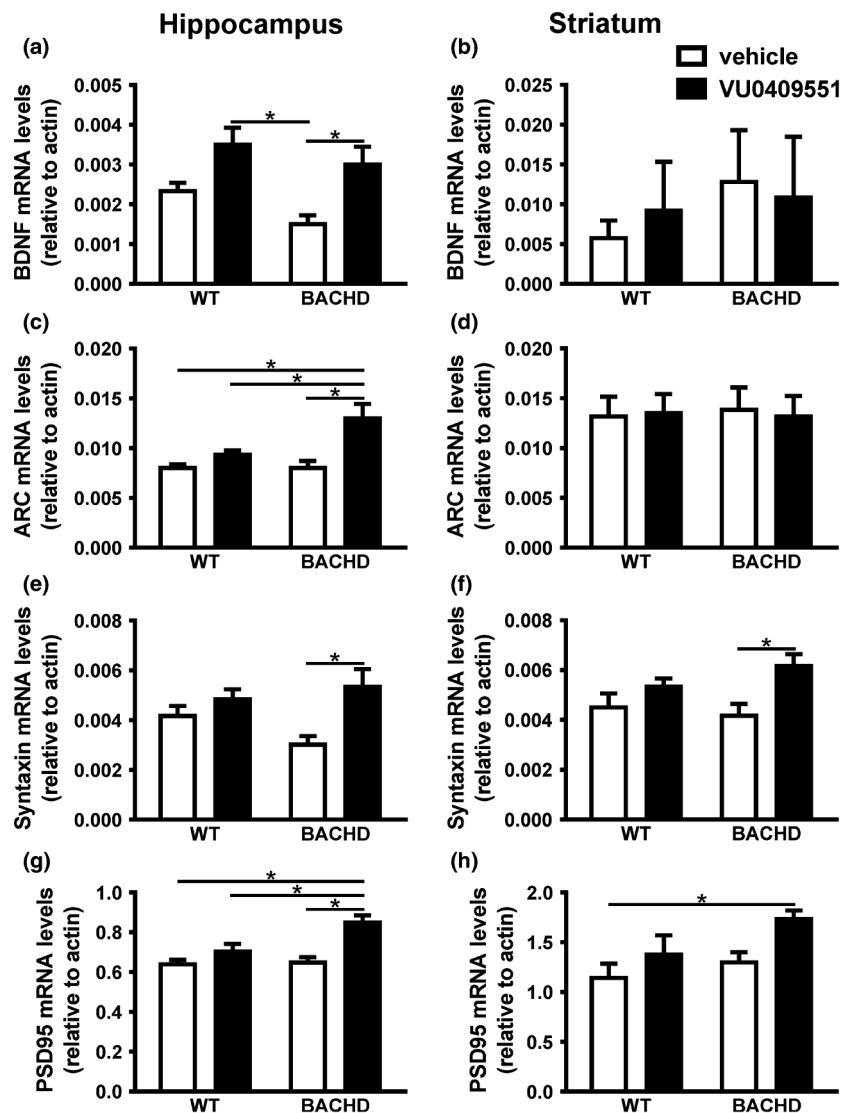 Hippocampus
Striatum
(a)
BDNF mRNA levels
(relative to actin)
0.005
0.004
0.003
0.002
0.001
0.000
*
*
WT
BACHD
(b)
vehicle
VU0409551
BDNF mRNA levels
(relative to actin)
0.025
0.020
0.015
0.010
0.005
0.000
WT
BACHD
(c)
ARC mRNA levels
(relative to actin)
0.020
0.015
0.010
0.005
0.000
*
*
*
WT
BACHD
(d)
ARC mRNA levels
(relative to actin)
0.020
0.015
0.010
0.005
0.000
WT
BACHD
(e)
Syntaxin mRNA levels
(relative to actin)
0.008
0.006
0.004
0.002
0.000
*
WT
BACHD
(f)
Syntaxin mRNA levels
(relative to actin)
0.008
0.006
0.004
0.002
0.000
*
WT
BACHD
(g)
PSD95 mRNA levels
(relative to actin)
1.0
0.8
0.6
0.4
0.2
0.0
*
*
*
WT
BACHD
(h)
PSD95 mRNA levels
(relative to actin)
2.0
1.5
1.0
0.5
0.0
*
WT
BACHD